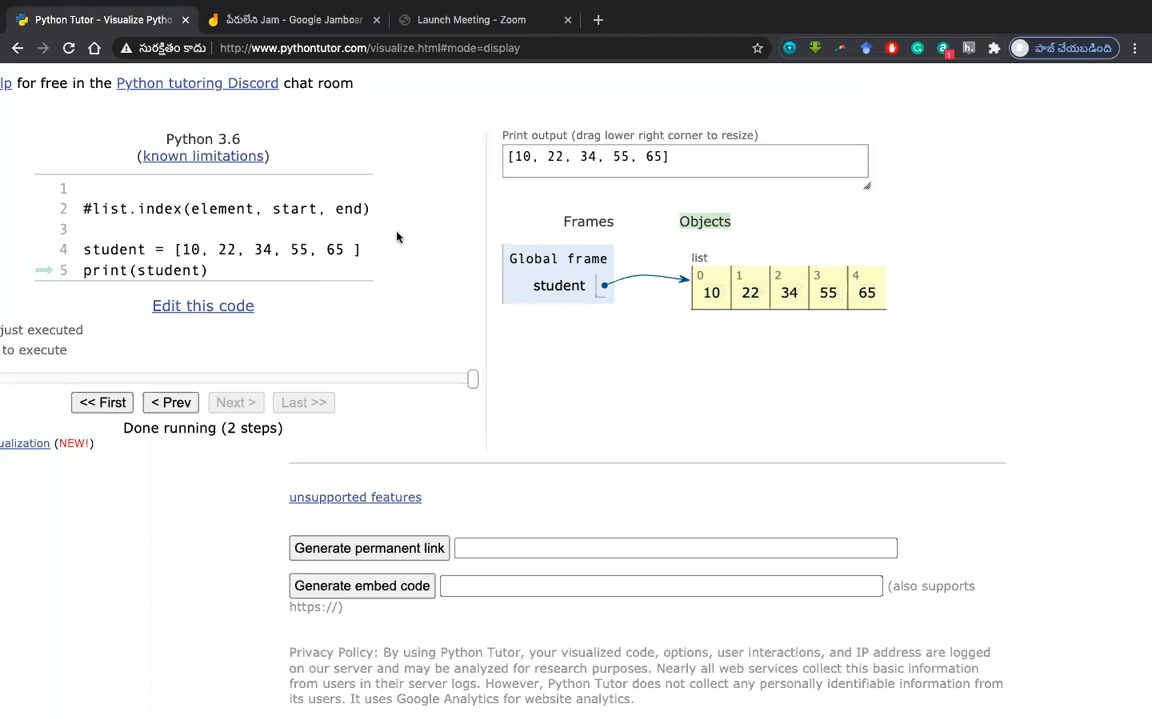 Python Tutor - Visualize Pytho
పేరులేని Jam - Google Jamboar
Launch Meeting - Zoom
సురక్షితం కాదు http://www.pythontutor.com/visualize.html#mode=display
1
h.
పాజ్ చేయబడింది
lp for free in the Python tutoring Discord chat room
Python 3.6
(known limitations)
1
2 #list.index(element, start, end)
3
4 student = [10, 22, 34, 55, 65 ]
5 print(student)
Edit this code
just executed
to execute
<< First
< Prev
Next >
Last >>
Done running (2 steps)
ualization (NEW!)
Print output (drag lower right corner to resize)
[10, 22, 34, 55, 65]
Frames Objects
Global frame
student
list
0 1 2 3 4
10 22 34 55 65
unsupported features
Generate permanent link
Generate embed code (also supports
https://)
Privacy Policy: By using Python Tutor, your visualized code, options, user interactions, and IP address are logged
on our server and may be analyzed for research purposes. Nearly all web services collect this basic information
from users in their server logs. However, Python Tutor does not collect any personally identifiable information from
its users. It uses Google Analytics for website analytics.